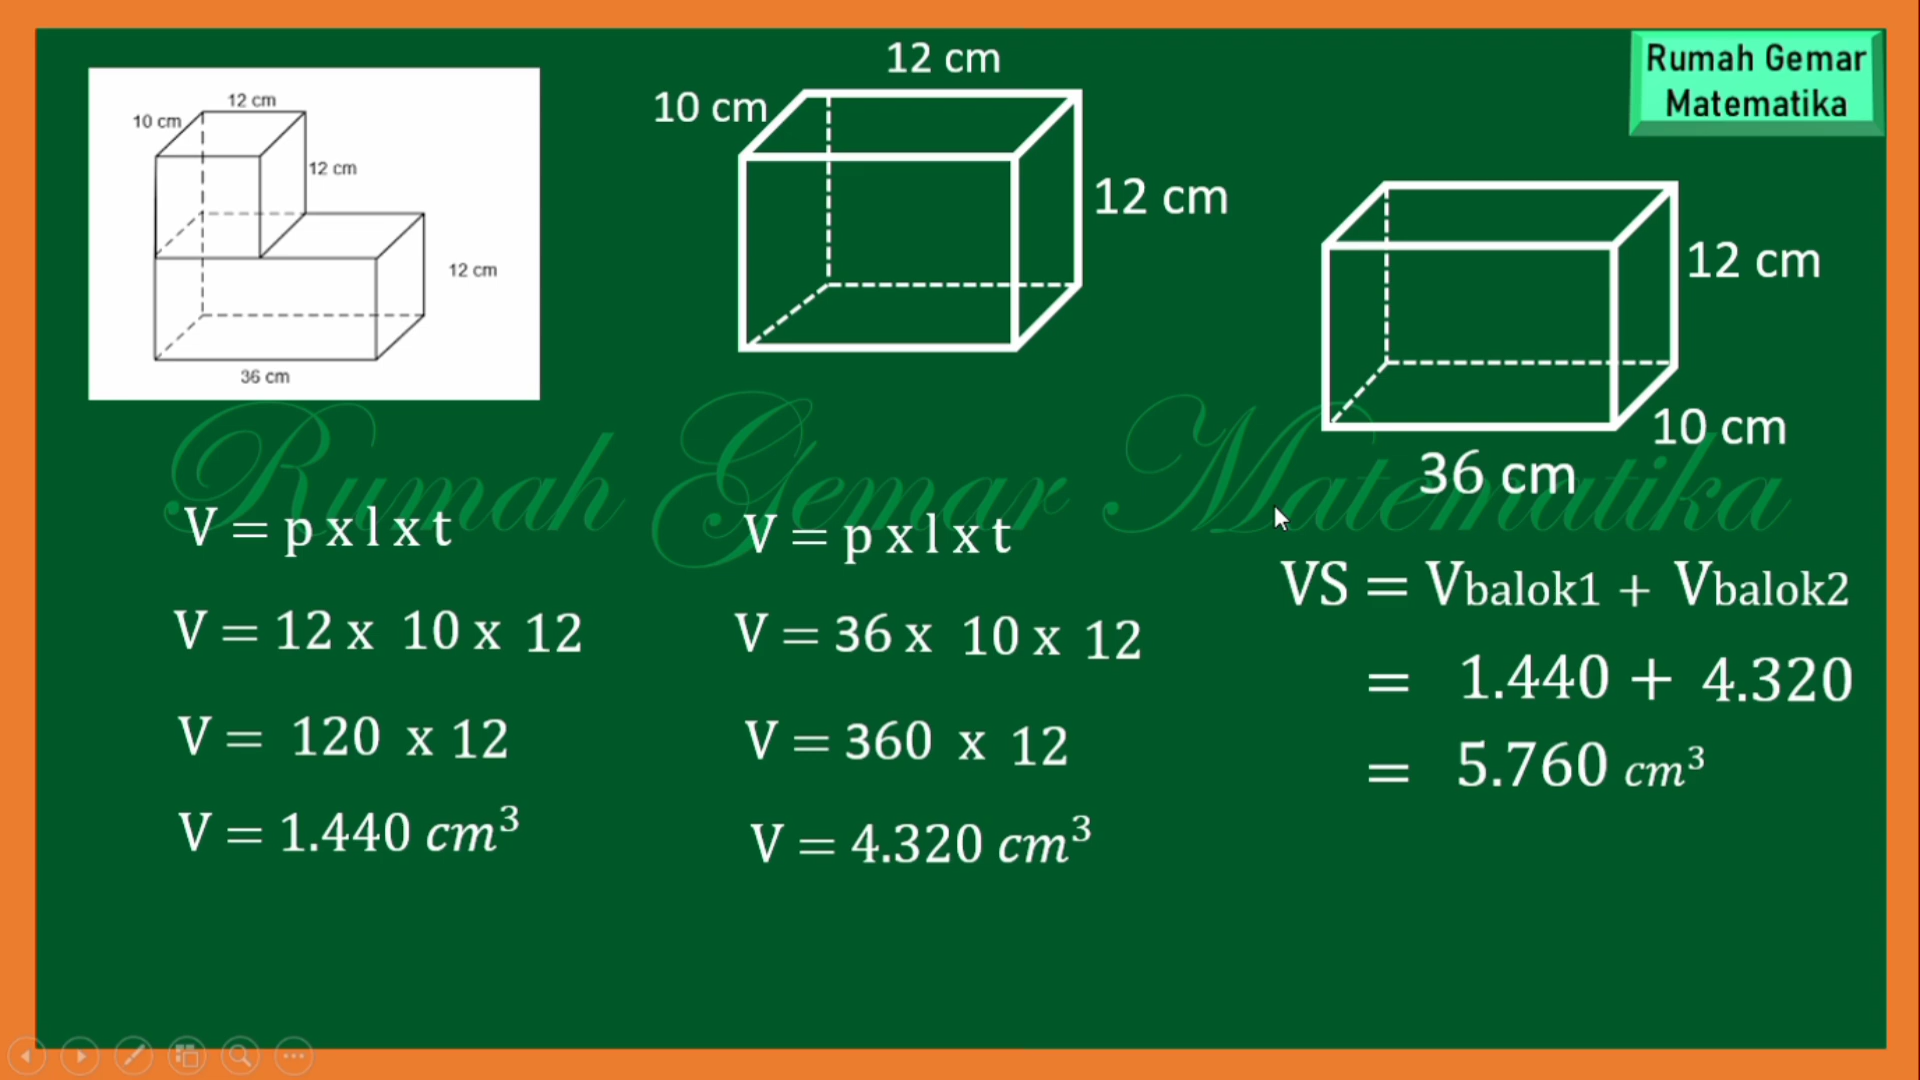 12 cm
10 cm
12 cm
12 cm
36 cm
12 cm
10 cm
12 cm
Rumah Gemar
Matematika
12 cm
10 cm
36 cm
Rumah Gemar Matematika
V = p x l x t
V = 12 x 10 x 12
V = 120 x 12
V = 1.440 cm³
V = p x l x t
V = 36 x 10 x 12
V = 360 x 12
V = 4.320 cm³
VS = Vbalok1 + Vbalok2
= 1.440 + 4.320
= 5.760 cm³